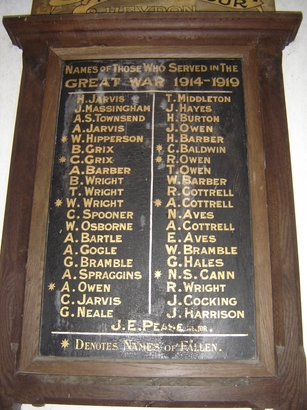 NAMES OF THOSE WHO SERVED IN THE
GREAT WAR 1914-1919
H. JARVIS
J. MASSINGHAM
A. S. TOWNSEND
A. JARVIS
* W. HIPPERSON
B. GRIX
* C. GRIX
A. BARBER
B. WRIGHT
T. WRIGHT
* W. WRIGHT
C. SPOONER
W. OSBORNE
A. BARTLE
A. GOGLE
G. BRAMBLE
A. SPRAGGINS
* A. OWEN
C. JARVIS
G. NEALE
T. MIDDLETON
J. HAYES
H. BURTON
J. OWEN
H. BARBER
* C. BALDWIN
* R. OWEN
T. OWEN
W. BARBER
R. COTTRELL
* A. COTTRELL
N. AVES
A. COTTRELL
E. AVES
W. BRAMBLE
G. HALES
* N. S. CANN
R. WRIGHT
J. COCKING
J. HARRISON
J. E.
* DENOTES NAMES OF FALLEN.